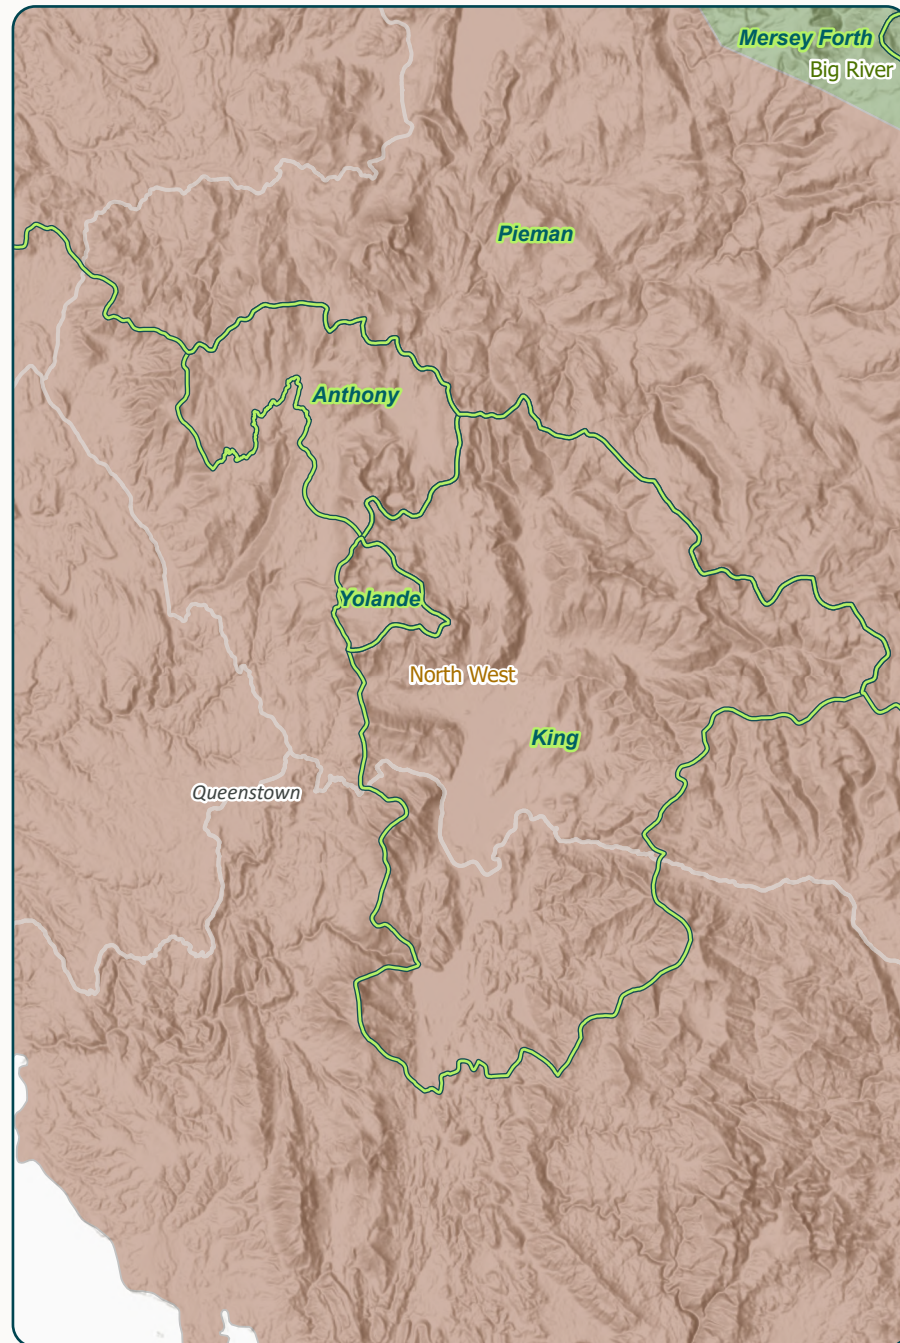 Mersey Forth
Big River
Pieman
Anthony
Yolande
North West
King
Queenstown